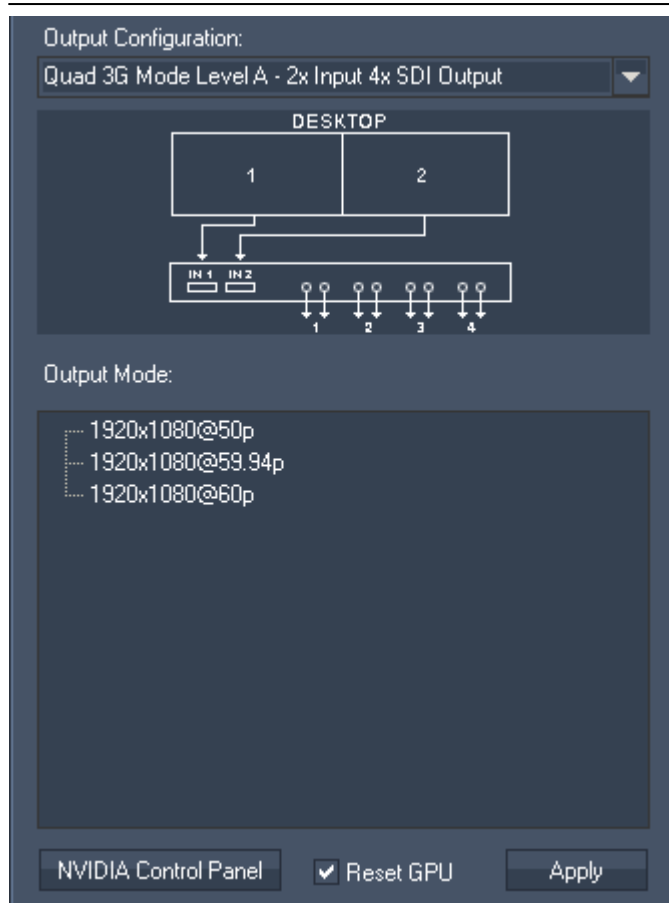 Output Configuration:
Quad 3G Mode Level A - 2x Input 4x SDI Output
DESKTOP
1 2
IN 1 IN 2
1 2 3 4
Output Mode:
1920x1080@50p
1920x1080@59.94p
1920x1080@60p
NVIDIA Control Panel Reset GPU Apply